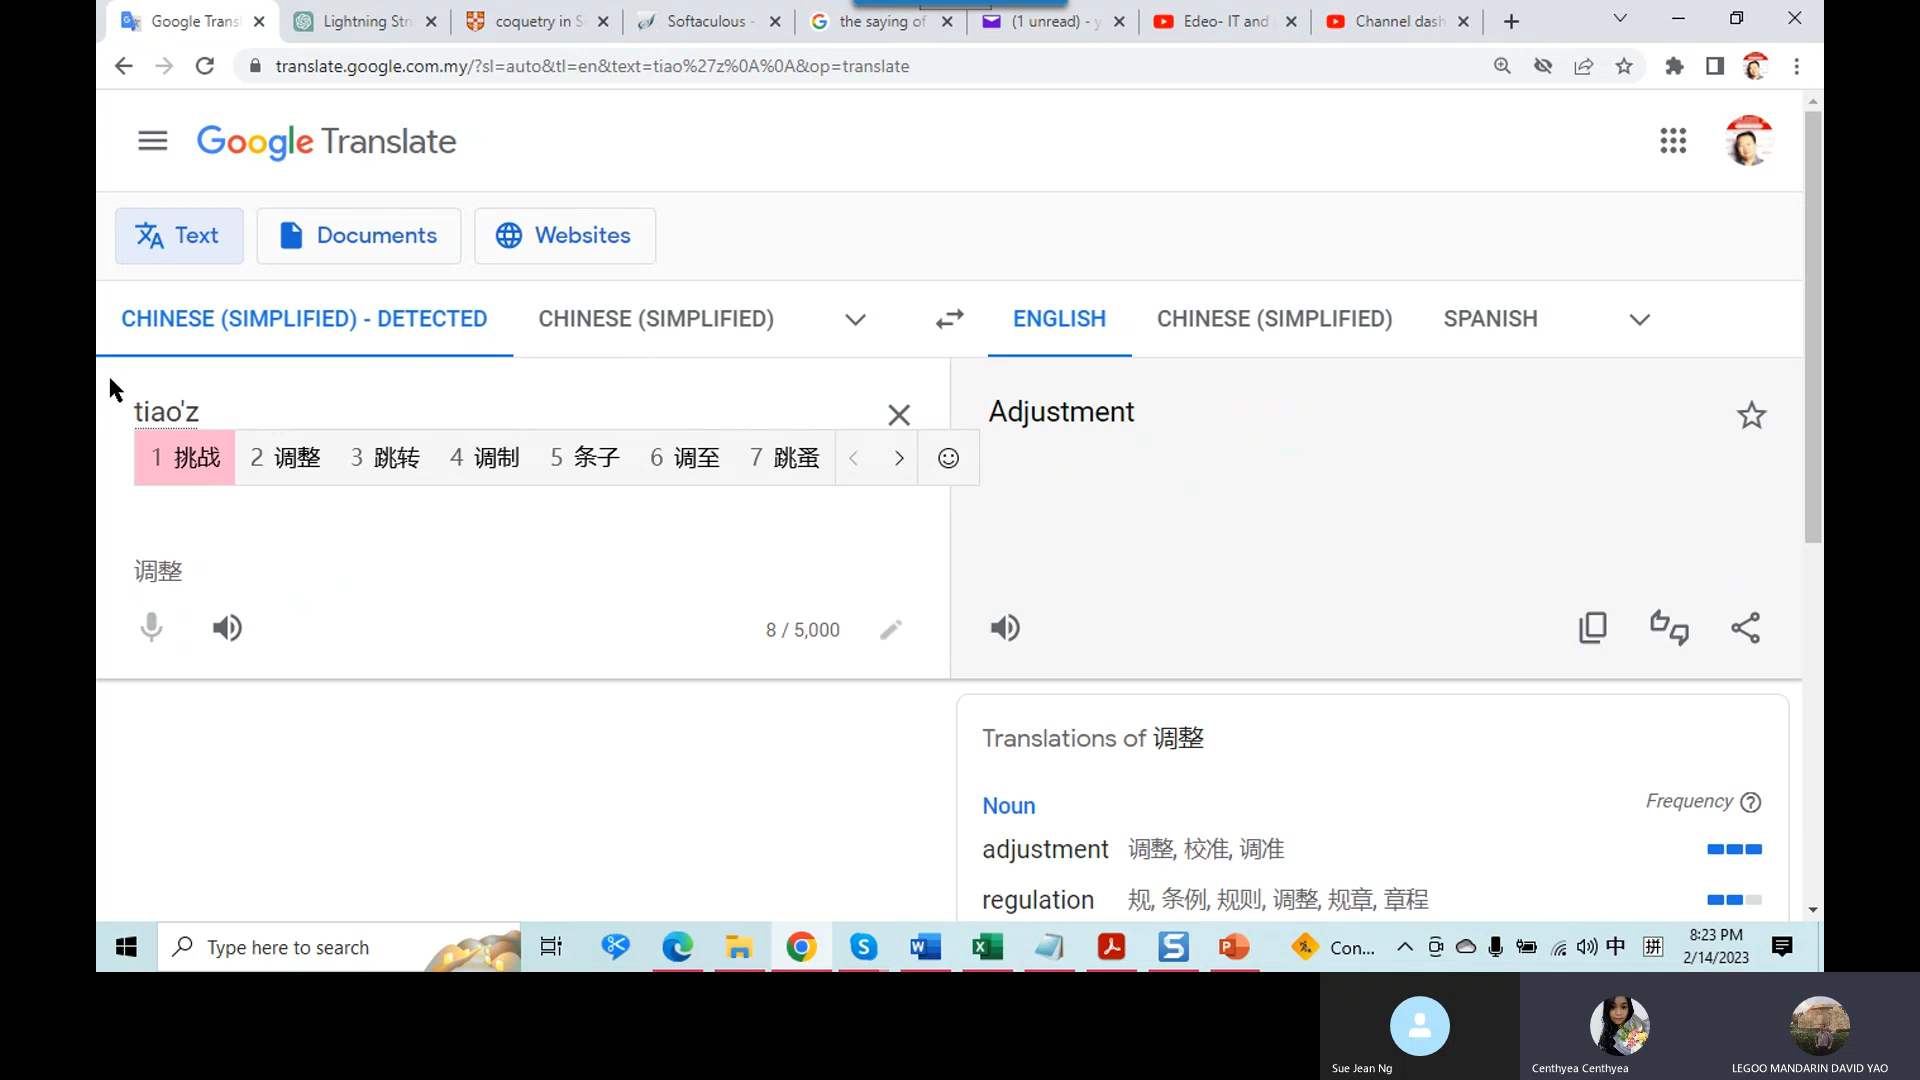 Google Trans
Lightning Stri
coquetry in S
Softaculous -
the saying of
(1 unread) - y
Edeo- IT and
Channel dash
translate.google.com.my/?sl=auto&tl=en&text=tiao%27z%0A%0A&op=translate
Google Translate
Text
Documents
Websites
CHINESE (SIMPLIFIED) - DETECTED
CHINESE (SIMPLIFIED)
ENGLISH
CHINESE (SIMPLIFIED)
SPANISH
tiao'z
Adjustment
1 挑战 2 调整 3 跳转 4 调制 5 条子 6 调至 7 跳蚤
调整
8 / 5,000
Translations of 调整
Noun
Frequency
adjustment 调整, 校准, 调准
regulation 规, 条例, 规则, 调整, 规章, 章程
Type here to search
Con...
中
拼
8:23 PM
2/14/2023
Sue Jean Ng
Centhyea Centhyea
LEGOO MANDARIN DAVID YAO